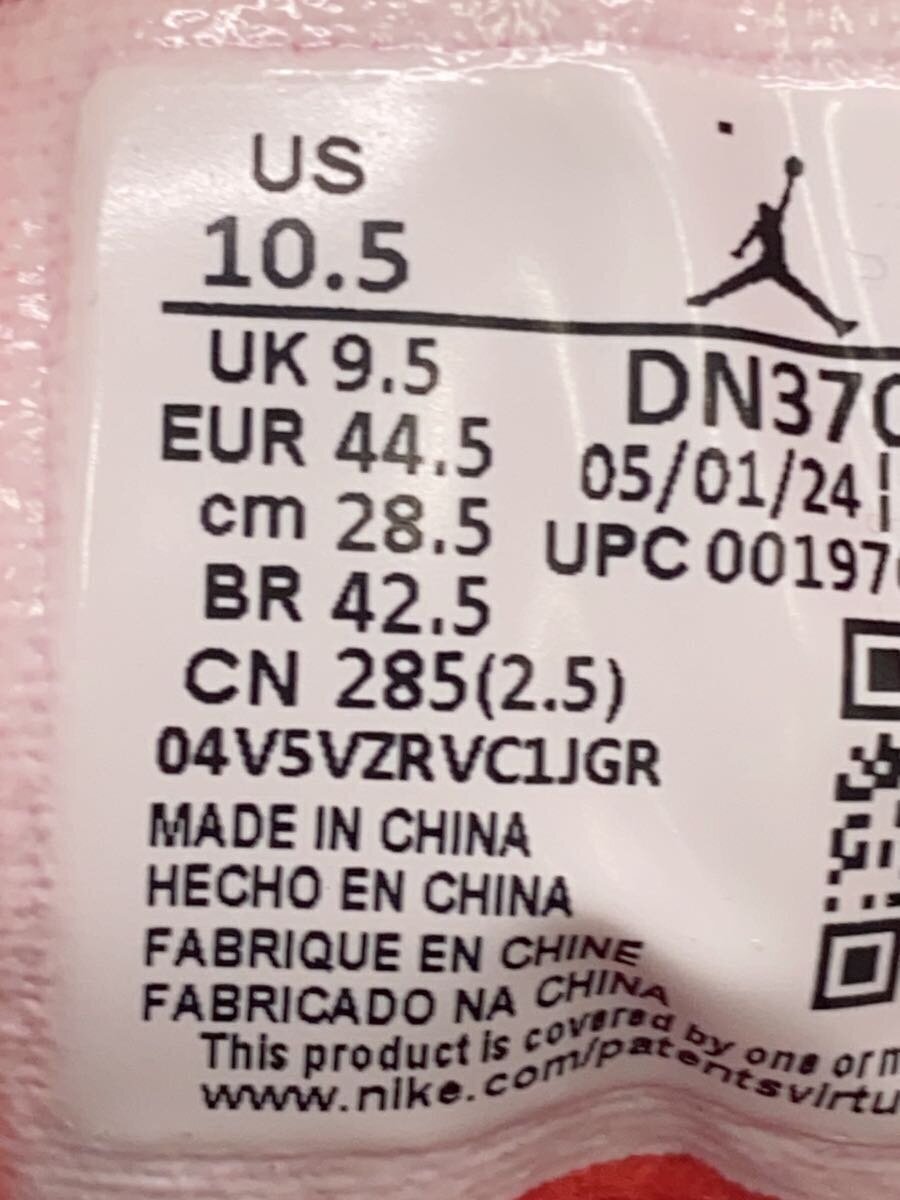 US
10.5
UK 9.5
EUR 44.5
cm 28.5
BR 42.5
CN 285(2.5)
04V5VZRVC1JGR
MADE IN CHINA
HECHO EN CHINA
FABRIQUE EN CHINE
FABRICADO NA CHINA
This product is covered by one or
www.nike.com/patentsvirtu
DN37
05/01/24
UPC 00197